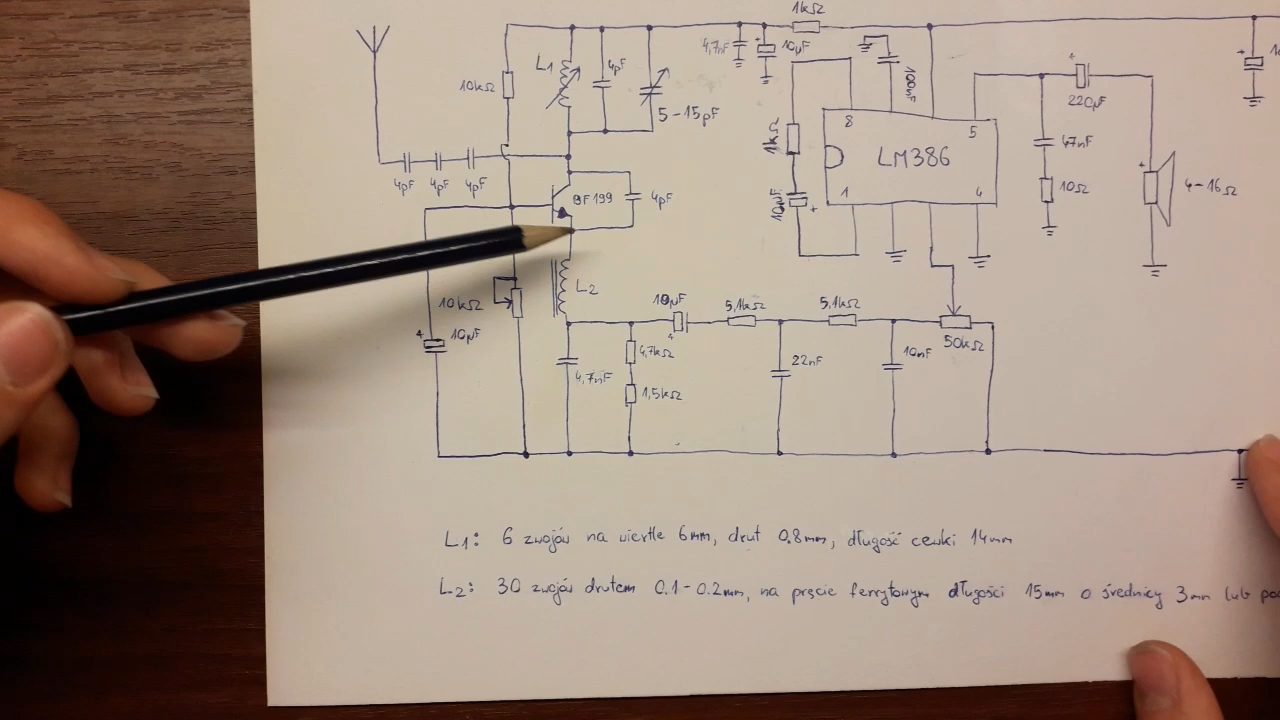 1kΩ
4,7nF
10µF
L1
4pF
10kΩ
5-15pF
100nF
220µF
8
5
LM386
1kΩ
47nF
4pF 4pF 4pF
BF199
4pF
1
4
10Ω
4-16Ω
10µF
L2
10kΩ
10µF
5,1kΩ
5,1kΩ
50kΩ
10µF
4,7kΩ
22nF
10nF
4,7nF
1,5kΩ
L1: 6 zwojów na wiertle 6mm, drut 0.8mm, długość cewki 14mm
L2: 30 zwojów drutem 0.1-0.2mm, na pręcie ferrytowym długości 15mm o średnicy 3mm lub